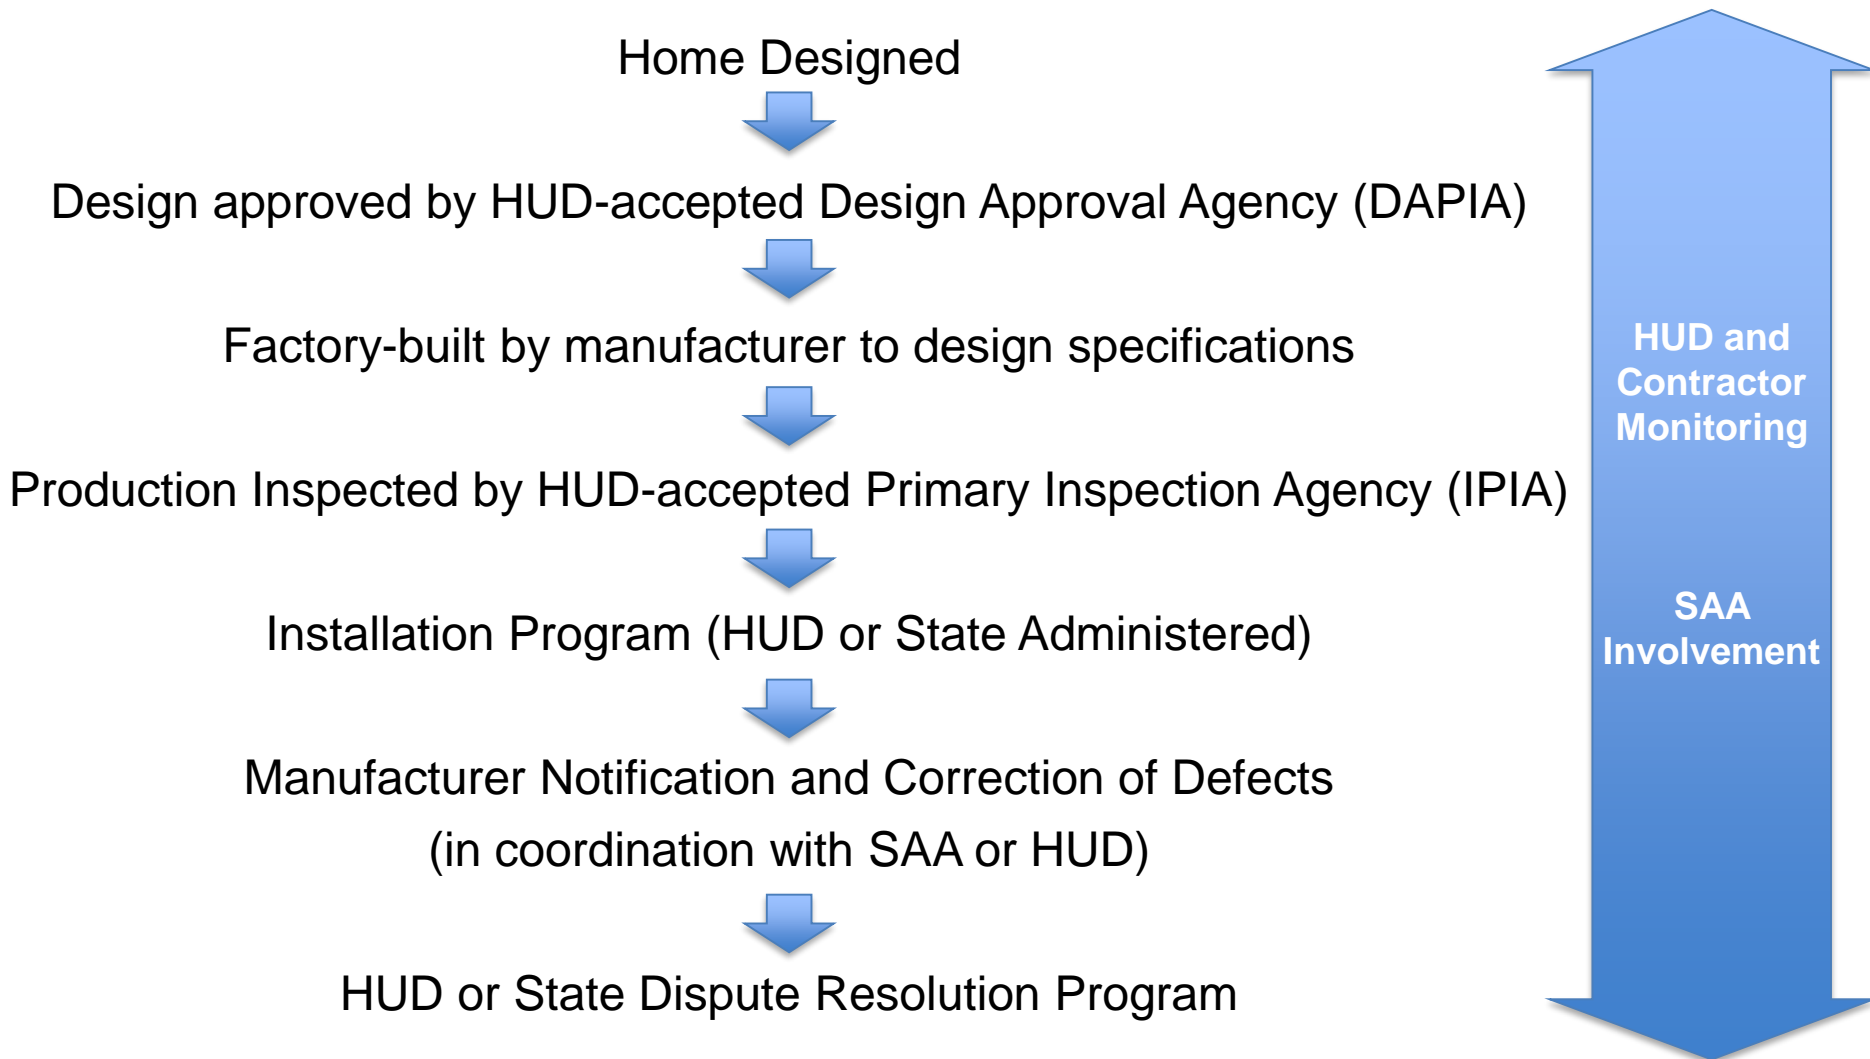 Home Designed
Design approved by HUD-accepted Design Approval Agency (DAPIA)
Factory-built by manufacturer to design specifications
Production Inspected by HUD-accepted Primary Inspection Agency (IPIA)
Installation Program (HUD or State Administered)
Manufacturer Notification and Correction of Defects
(in coordination with SAA or HUD)
HUD or State Dispute Resolution Program
HUD and
Contractor
Monitoring
SAA
Involvement